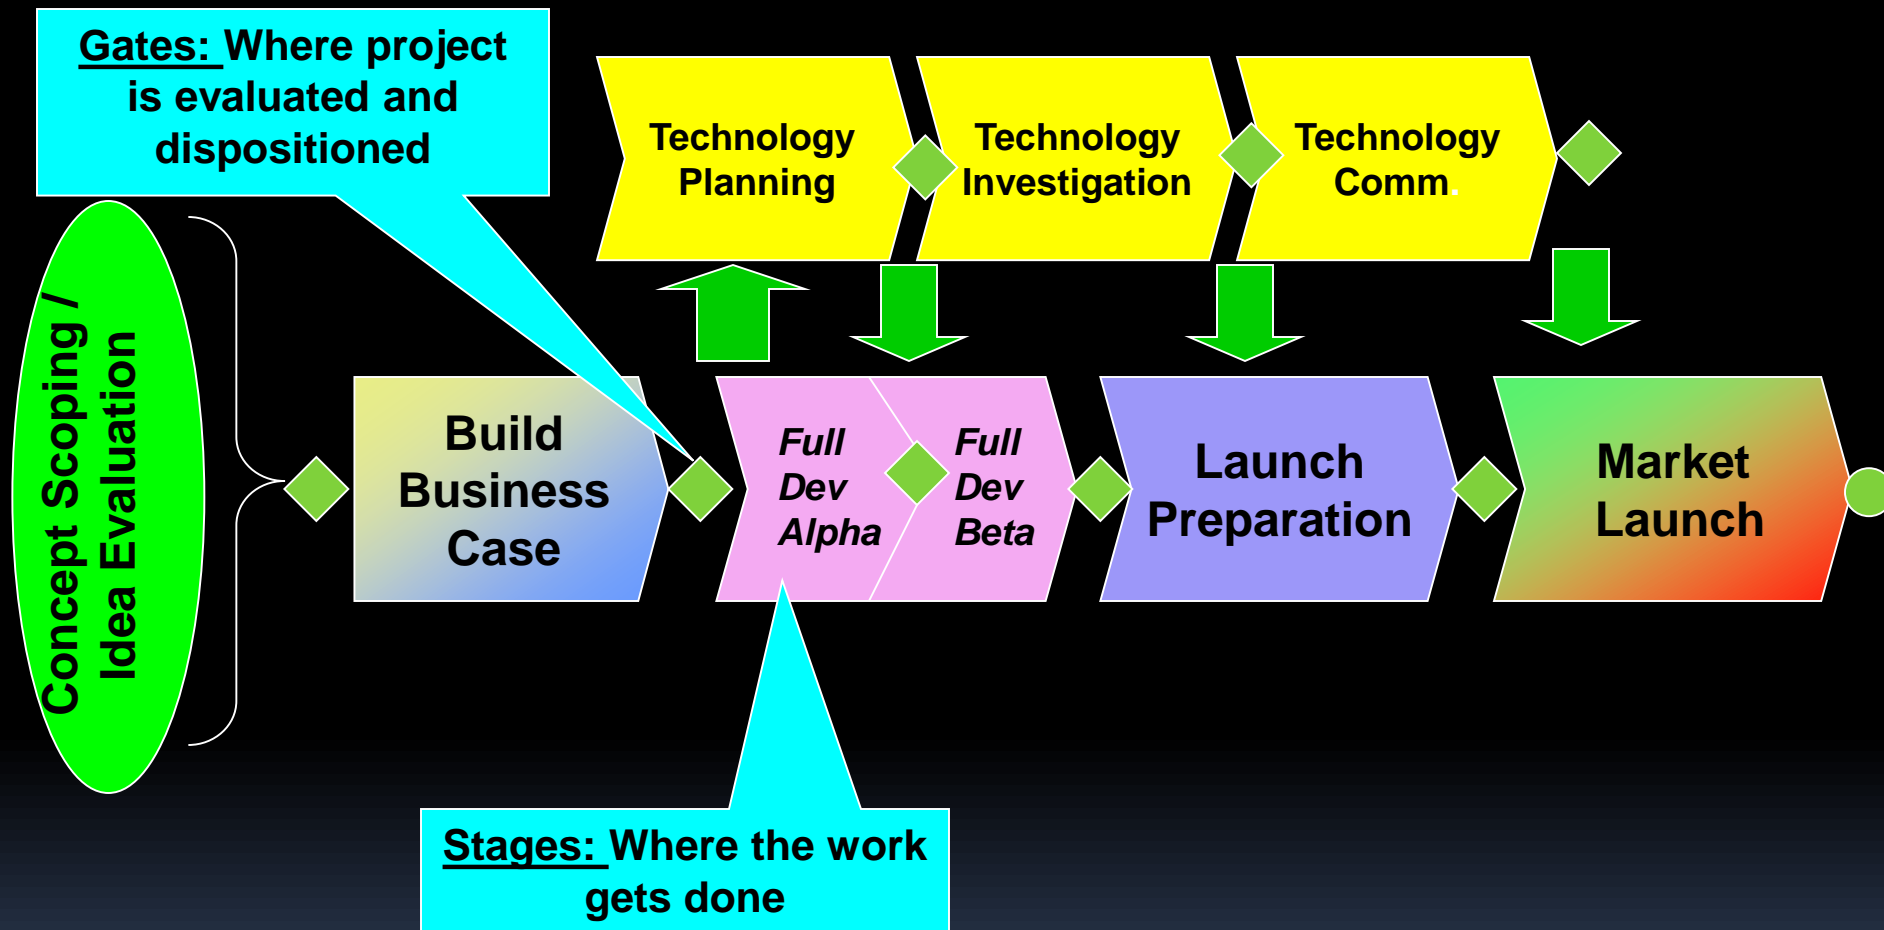 Gates: Where project
is evaluated and
dispositioned
Technology
Planning
Technology
Investigation
Technology
Comm.
Concept Scoping /
Idea Evaluation
Build
Business
Case
Full
Dev
Alpha
Full
Dev
Beta
Launch
Preparation
Market
Launch
Stages: Where the work
gets done